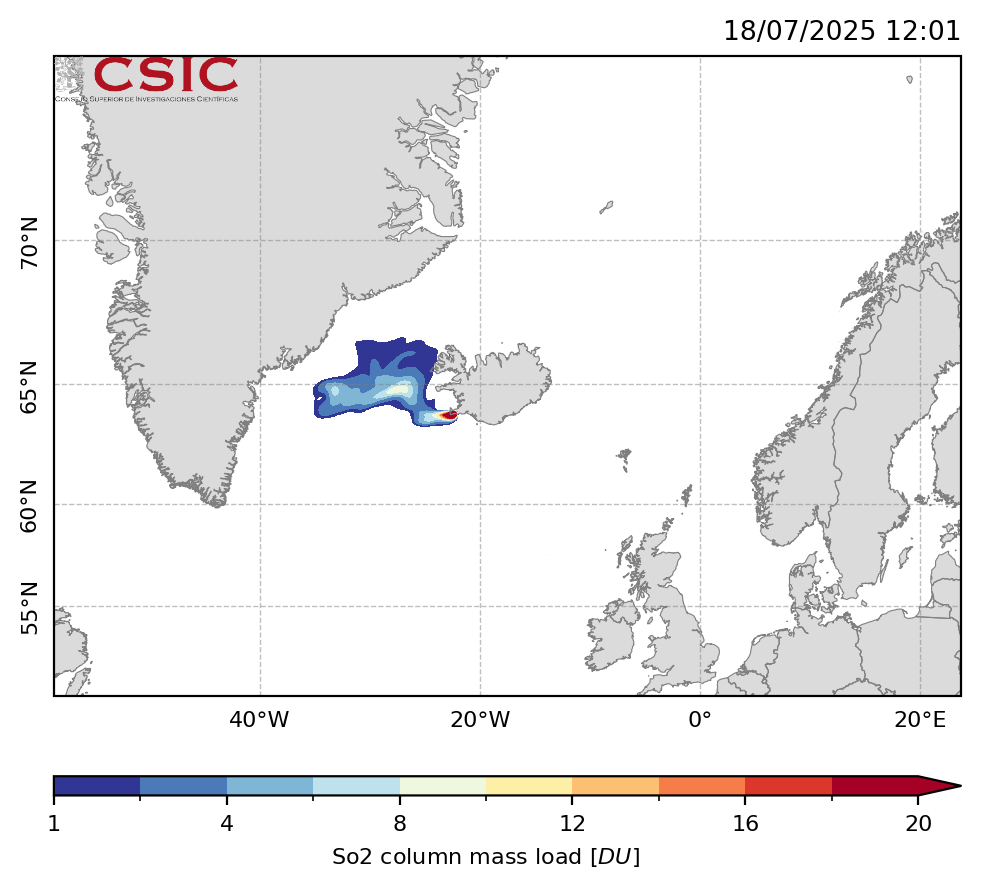 18/07/2025 12:01
CSIC
CONSEJO SUPERIOR DE INVESTIGACIONES CIENTÍFICAS
70°N
65°N
60°N
55°N
40°W 20°W 0° 20°E
1 4 8 12 16 20
So2 column mass load [DU]